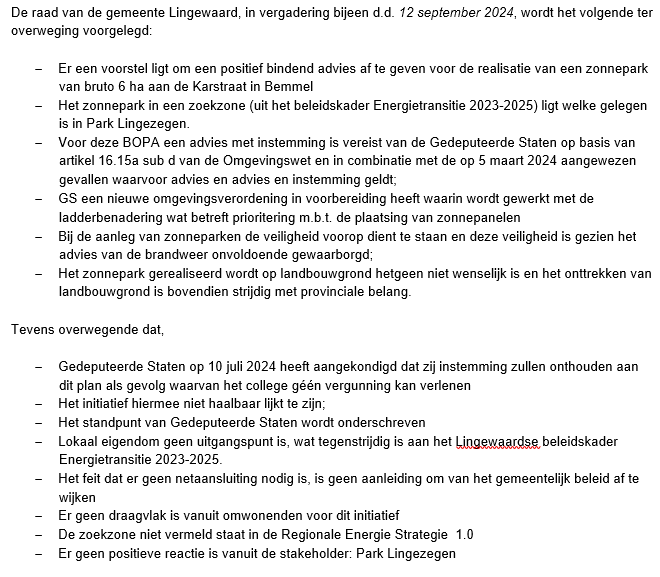 De raad van de gemeente Lingewaard, in vergadering bijeen d.d. 12 september 2024, wordt het volgende ter
overweging voorgelegd:
– Er een voorstel ligt om een positief bindend advies af te geven voor de realisatie van een zonnepark
van bruto 6 ha aan de Karstraat in Bemmel
– Het zonnepark in een zoekzone (uit het beleidskader Energietransitie 2023-2025) ligt welke gelegen
is in Park Lingezegen.
– Voor deze BOPA een advies met instemming is vereist van de Gedeputeerde Staten op basis van
artikel 16.15a sub d van de Omgevingswet en in combinatie met de op 5 maart 2024 aangewezen
gevallen waarvoor advies en advies en instemming geldt;
– GS een nieuwe omgevingsverordening in voorbereiding heeft waarin wordt gewerkt met de
ladderbenadering wat betreft prioritering m.b.t. de plaatsing van zonnepanelen
– Bij de aanleg van zonneparken de veiligheid voorop dient te staan en deze veiligheid is gezien het
advies van de brandweer onvoldoende gewaarborgd;
– Het zonnepark gerealiseerd wordt op landbouwgrond hetgeen niet wenselijk is en het onttrekken van
landbouwgrond is bovendien strijdig met provinciale belang.
Tevens overwegende dat,
– Gedeputeerde Staten op 10 juli 2024 heeft aangekondigd dat zij instemming zullen onthouden aan
dit plan als gevolg waarvan het college géén vergunning kan verlenen
– Het initiatief hiermee niet haalbaar lijkt te zijn;
– Het standpunt van Gedeputeerde Staten wordt onderschreven
– Lokaal eigendom geen uitgangspunt is, wat tegenstrijdig is aan het Lingewaardse beleidskader
Energietransitie 2023-2025.
– Het feit dat er geen netaansluiting nodig is, is geen aanleiding om van het gemeentelijk beleid af te
wijken
– Er geen draagvlak is vanuit omwonenden voor dit initiatief
– De zoekzone niet vermeld staat in de Regionale Energie Strategie 1.0
– Er geen positieve reactie is vanuit de stakeholder: Park Lingezegen